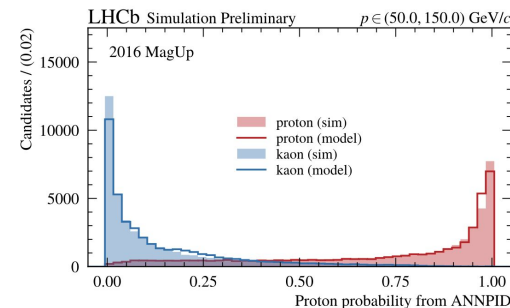 LHCb Simulation Preliminary
p ∈ (50.0, 150.0) GeV/c
2016 MagUp
Candidates / (0.02)
15000
10000
5000
0
proton (sim)
proton (model)
kaon (sim)
kaon (model)
0.00 0.25 0.50 0.75 1.00
Proton probability from ANNPID